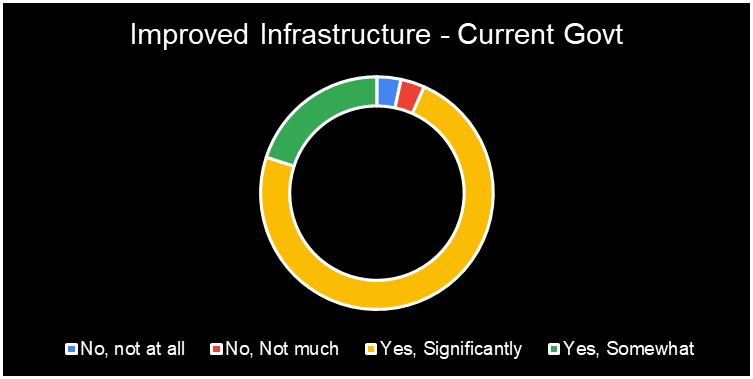 Improved Infrastructure - Current Govt
No, not at all No, Not much Yes, Significantly Yes, Somewhat